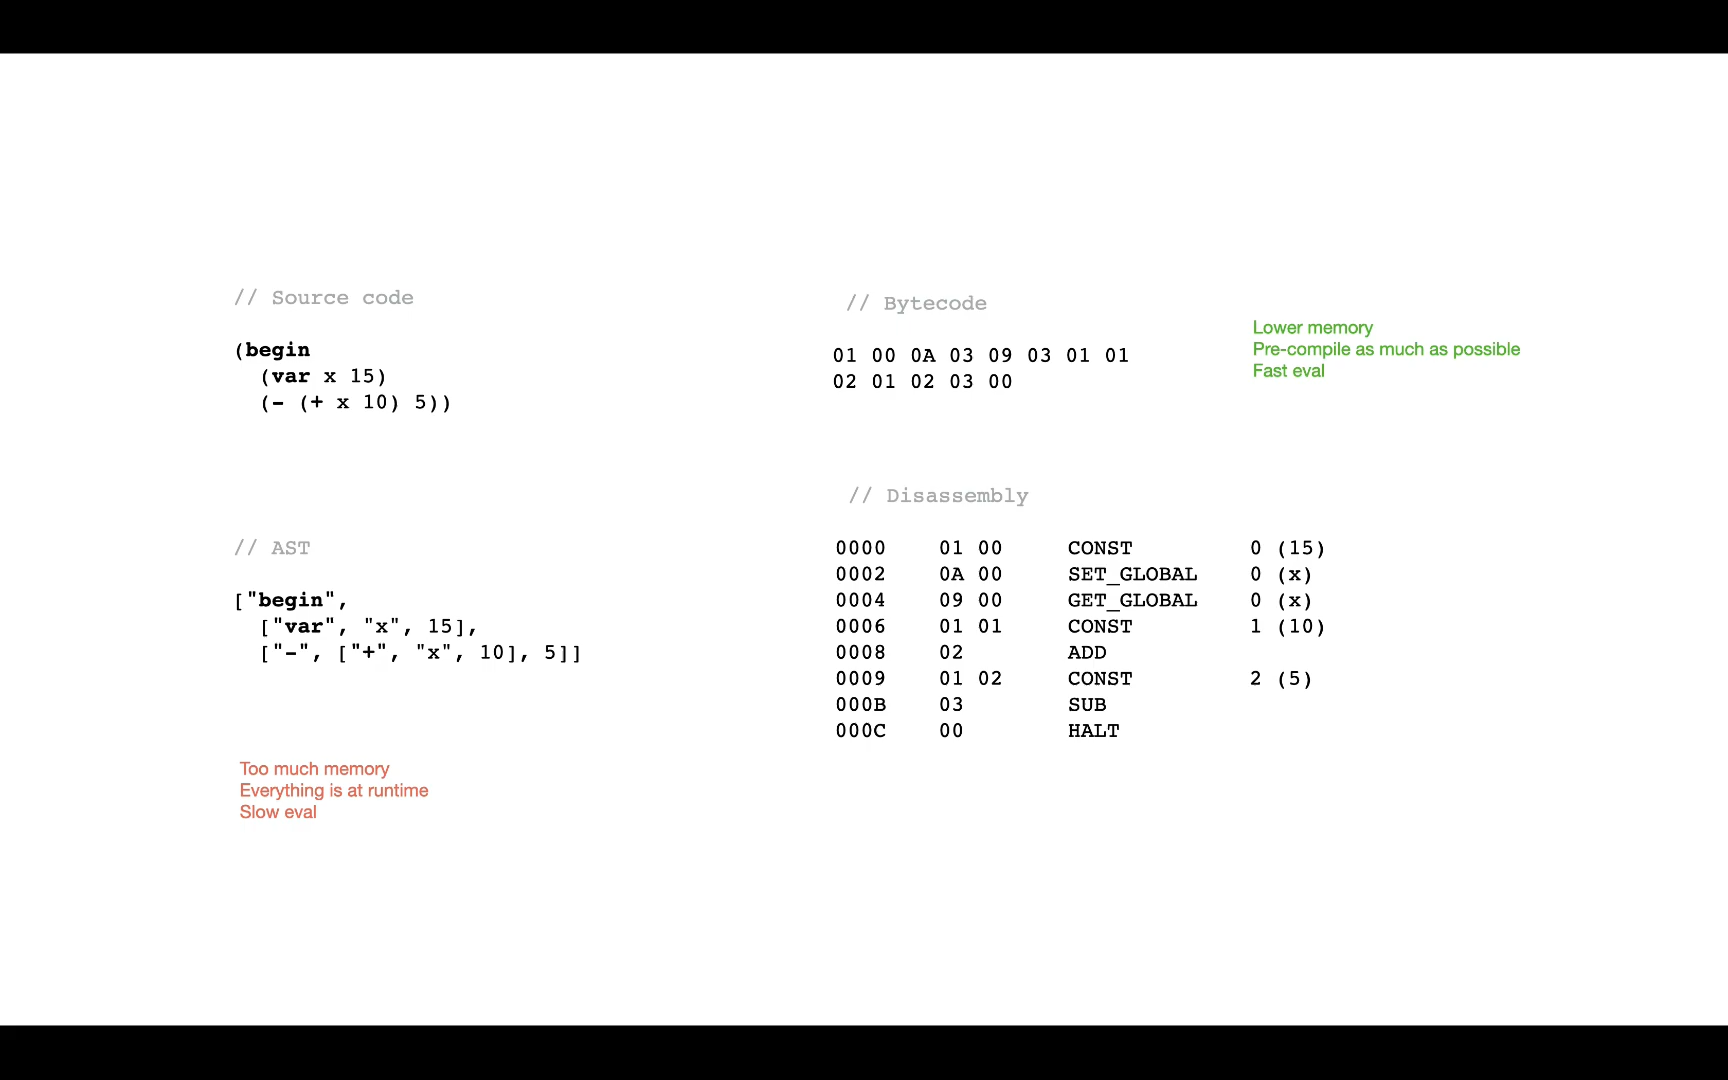 // Source code
(begin
  (var x 15)
  (- (+ x 10) 5))
// AST
["begin",
  ["var", "x", 15],
  ["-", ["+", "x", 10], 5]]
Too much memory
Everything is at runtime
Slow eval
// Bytecode
01 00 0A 03 09 03 01 01
02 01 02 03 00
Lower memory
Pre-compile as much as possible
Fast eval
// Disassembly
0000    01 00    CONST    0 (15)
0002    0A 00    SET_GLOBAL    0 (x)
0004    09 00    GET_GLOBAL    0 (x)
0006    01 01    CONST    1 (10)
0008    02    ADD
0009    01 02    CONST    2 (5)
000B    03    SUB
000C    00    HALT